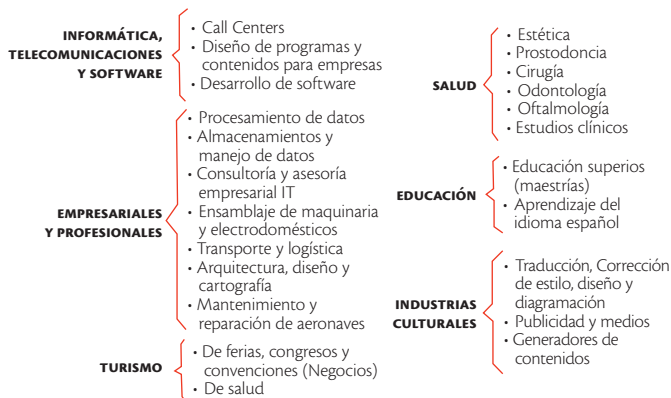 INFORMÁTICA,
TELECOMUNICACIONES
Y SOFTWARE
• Call Centers
• Diseño de programas y
contenidos para empresas
• Desarrollo de software
EMPRESARIALES
Y PROFESIONALES
• Procesamiento de datos
• Almacenamientos y
manejo de datos
• Consultoría y asesoría
empresarial IT
• Ensamblaje de maquinaria
y electrodomésticos
• Transporte y logística
• Arquitectura, diseño y
cartografía
• Mantenimiento y
reparación de aeronaves
TURISMO
• De ferias, congresos y
convenciones (Negocios)
• De salud
SALUD
• Estética
• Prostodoncia
• Cirugía
• Odontología
• Oftalmología
• Estudios clínicos
EDUCACIÓN
• Educación superios
(maestrías)
• Aprendizaje del
idioma español
INDUSTRIAS
CULTURALES
• Traducción, Corrección
de estilo, diseño y
diagramación
• Publicidad y medios
• Generadores de
contenidos